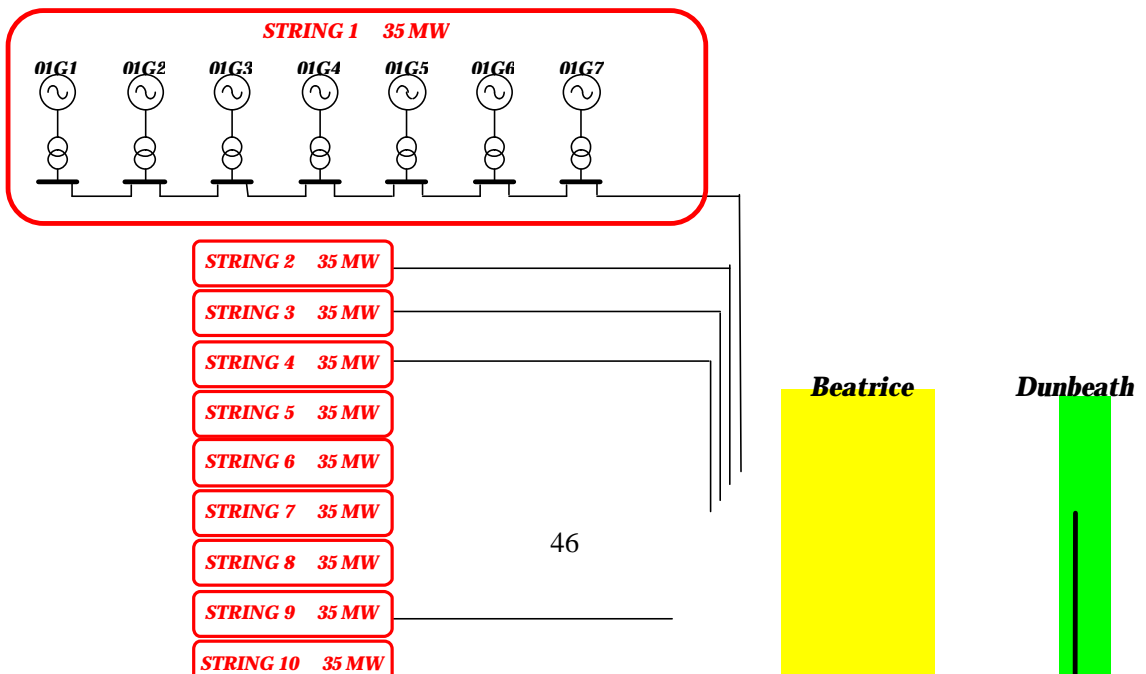 STRING 1 35 MW
01G1 01G2 01G3 01G4 01G5 01G6 01G7
STRING 2 35 MW
STRING 3 35 MW
STRING 4 35 MW
Beatrice Dunbeath
STRING 5 35 MW
STRING 6 35 MW
STRING 7 35 MW
46
STRING 8 35 MW
STRING 9 35 MW
STRING 10 35 MW